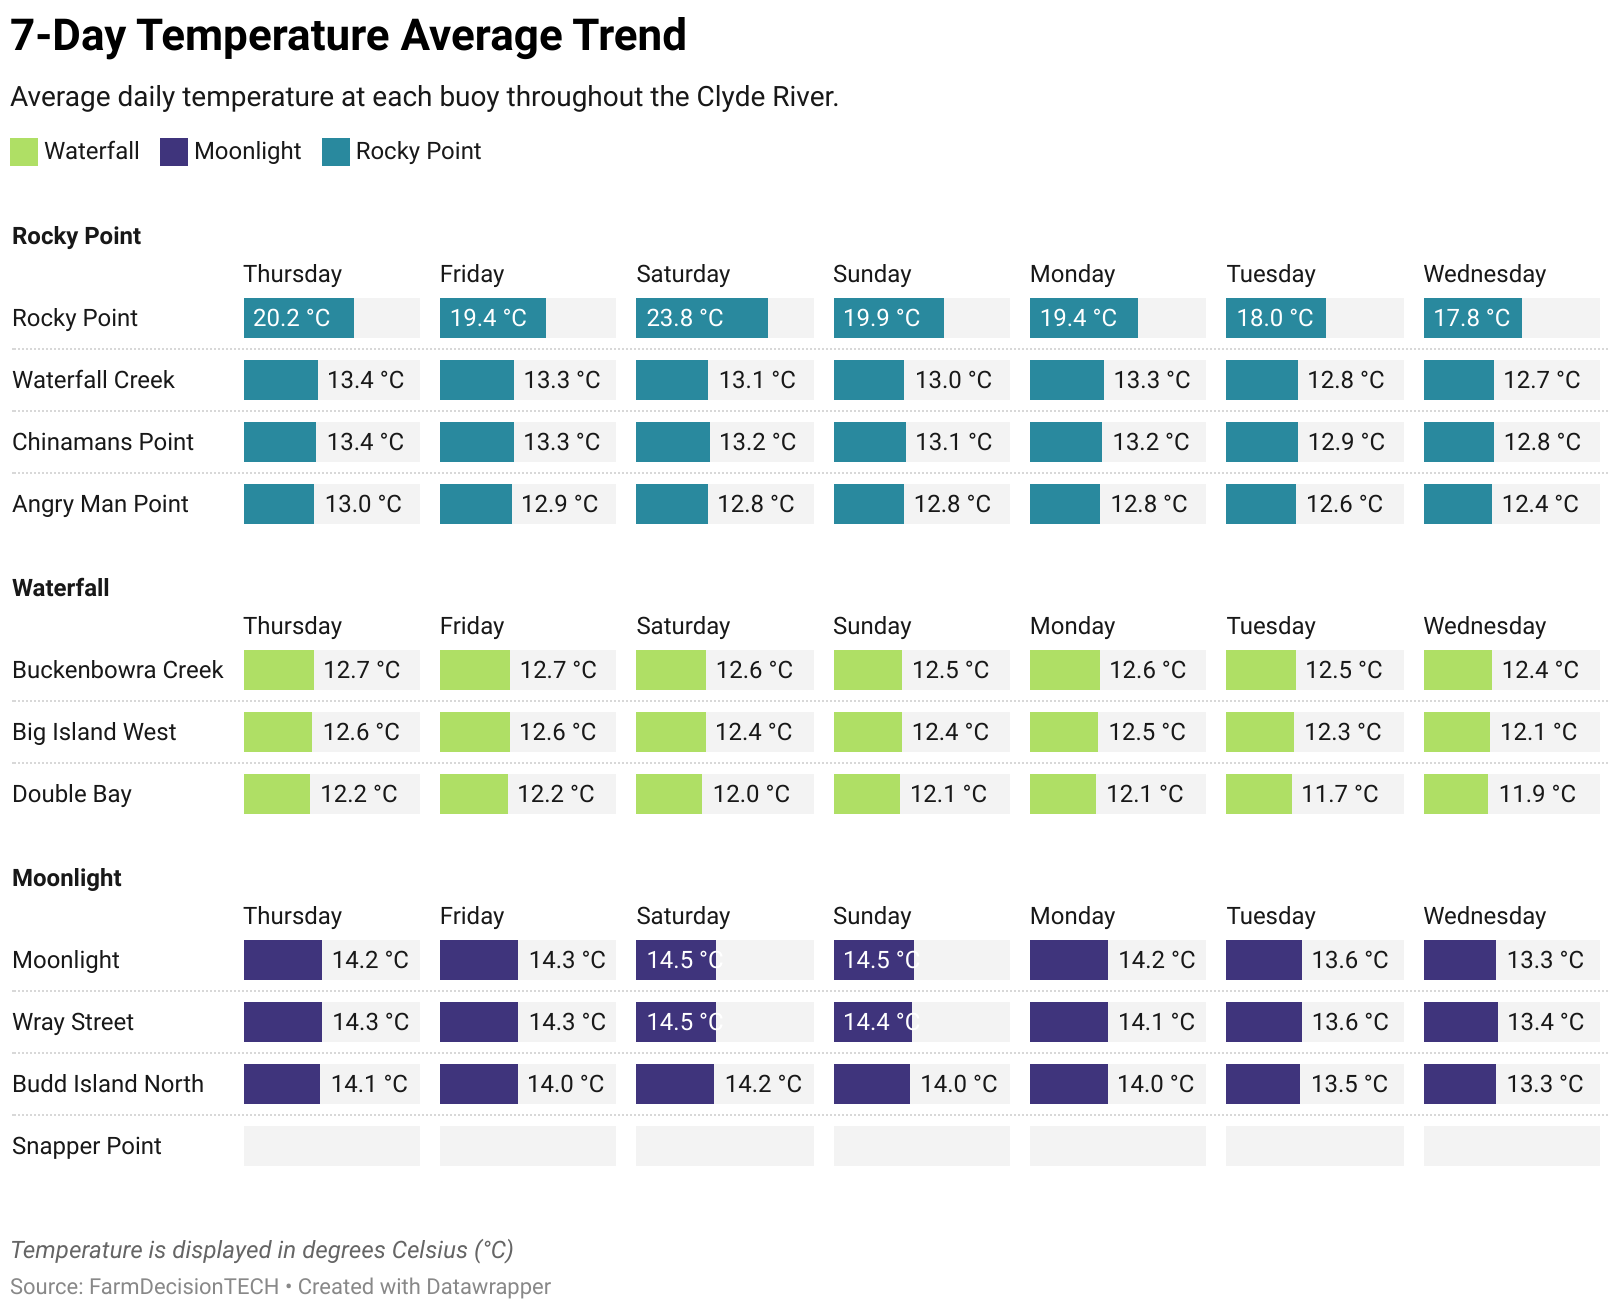 7-Day Temperature Average Trend
Average daily temperature at each buoy throughout the Clyde River.
Waterfall Moonlight Rocky Point
Rocky Point
Thursday Friday Saturday Sunday Monday Tuesday Wednesday
Rocky Point 20.2 °C 19.4 °C 23.8 °C 19.9 °C 19.4 °C 18.0 °C 17.8 °C
Waterfall Creek 13.4 °C 13.3 °C 13.1 °C 13.0 °C 13.3 °C 12.8 °C 12.7 °C
Chinamans Point 13.4 °C 13.3 °C 13.2 °C 13.1 °C 13.2 °C 12.9 °C 12.8 °C
Angry Man Point 13.0 °C 12.9 °C 12.8 °C 12.8 °C 12.8 °C 12.6 °C 12.4 °C
Waterfall
Thursday Friday Saturday Sunday Monday Tuesday Wednesday
Buckenbowra Creek 12.7 °C 12.7 °C 12.6 °C 12.5 °C 12.6 °C 12.5 °C 12.4 °C
Big Island West 12.6 °C 12.6 °C 12.4 °C 12.4 °C 12.5 °C 12.3 °C 12.1 °C
Double Bay 12.2 °C 12.2 °C 12.0 °C 12.1 °C 12.1 °C 11.7 °C 11.9 °C
Moonlight
Thursday Friday Saturday Sunday Monday Tuesday Wednesday
Moonlight 14.2 °C 14.3 °C 14.5 °C 14.5 °C 14.2 °C 13.6 °C 13.3 °C
Wray Street 14.3 °C 14.3 °C 14.5 °C 14.4 °C 14.1 °C 13.6 °C 13.4 °C
Budd Island North 14.1 °C 14.0 °C 14.2 °C 14.0 °C 14.0 °C 13.5 °C 13.3 °C
Snapper Point
Temperature is displayed in degrees Celsius (°C)
Source: FarmDecisionTECH • Created with Datawrapper